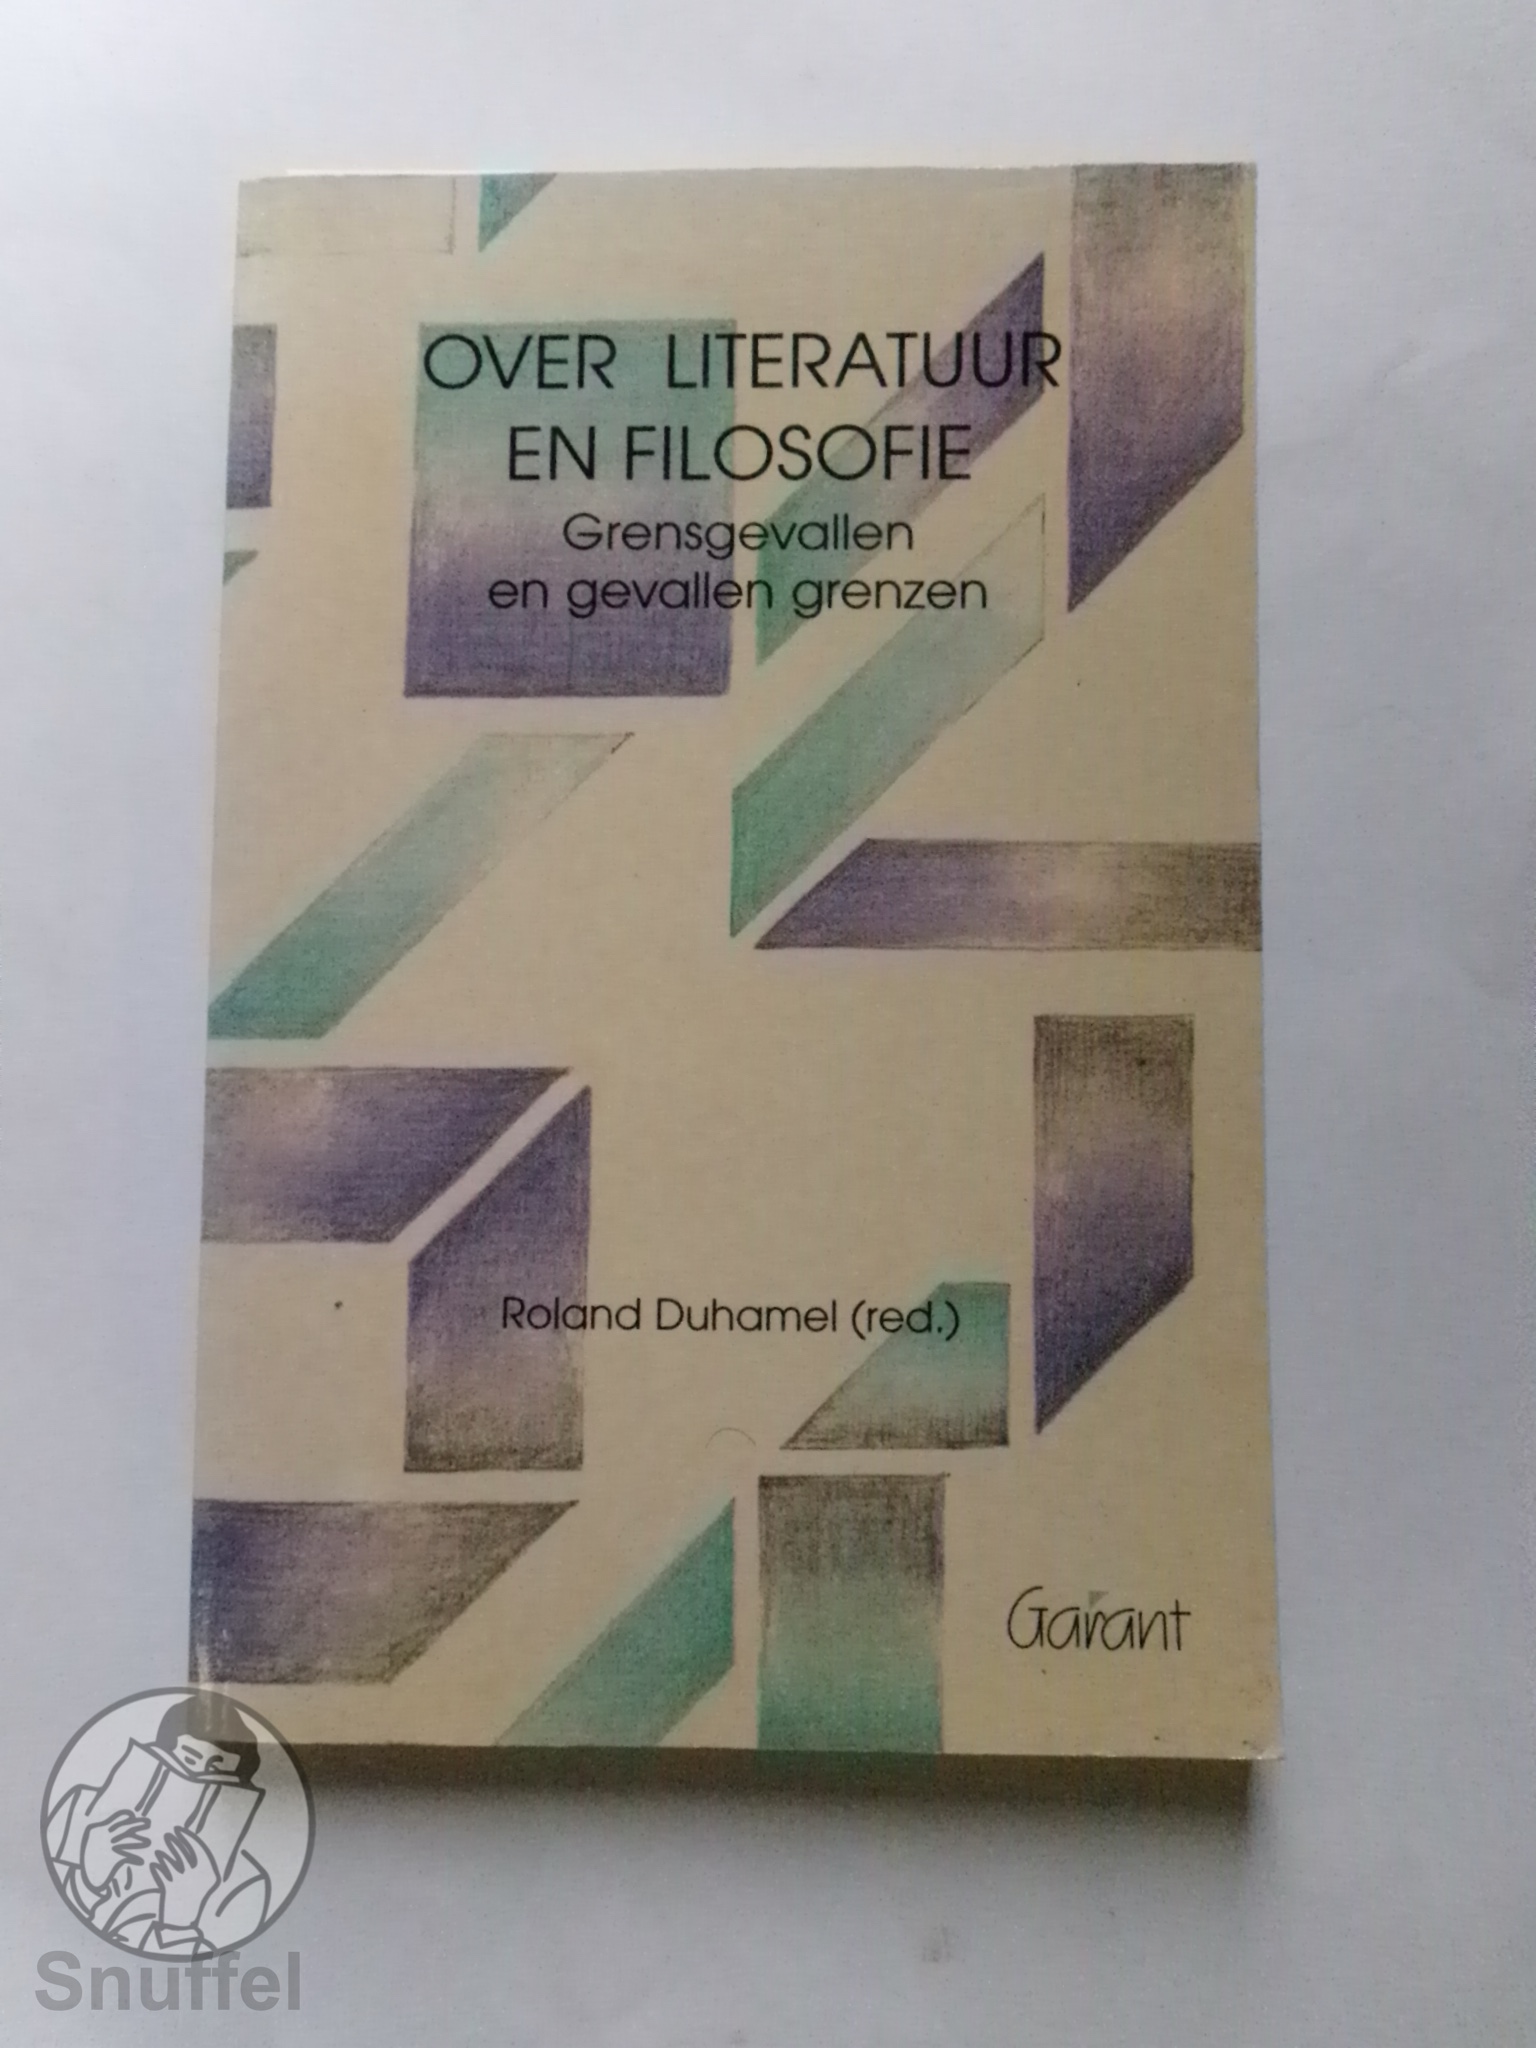 OVER LITERATUUR
EN FILOSOFIE
Grensgevallen
en gevallen grenzen
Roland Duhamel (red.)
Garant
Snuffel